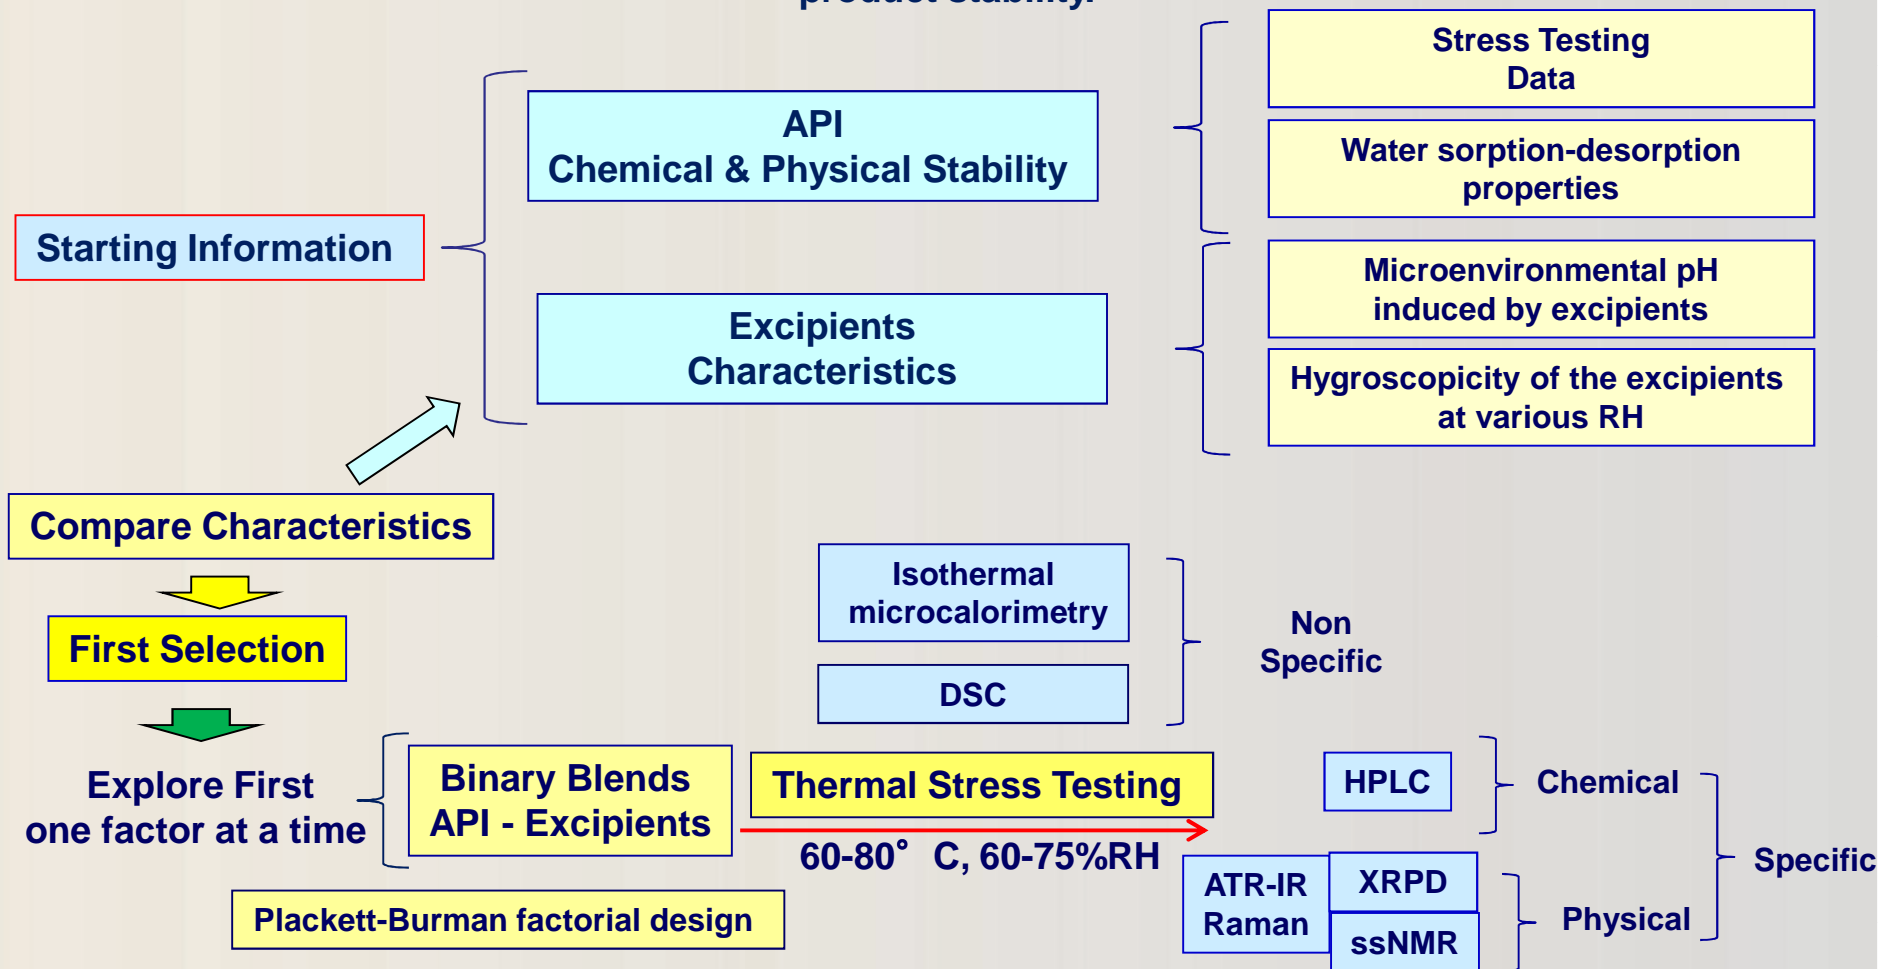 product Stability.
Stress Testing
Data
API
Chemical & Physical Stability
Water sorption-desorption
properties
Starting Information
Microenvironmental pH
induced by excipients
Excipients
Characteristics
Hygroscopicity of the excipients
at various RH
Compare Characteristics
Isothermal
microcalorimetry
Non
Specific
First Selection
DSC
Explore First
one factor at a time
Binary Blends
API - Excipients
Thermal Stress Testing
60-80° C, 60-75%RH
HPLC
Chemical
Specific
ATR-IR
Raman
XRPD
ssNMR
Physical
Plackett-Burman factorial design